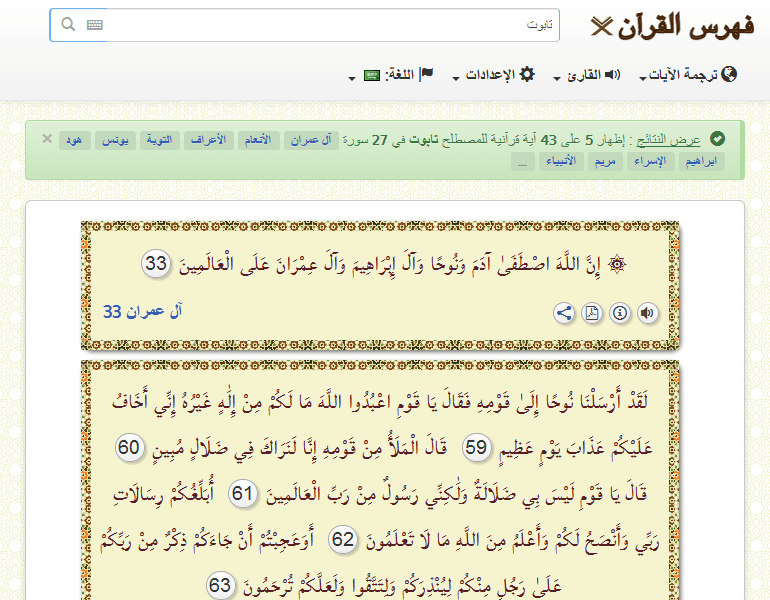 فهرس القرآن
تابوت
ترجمة الآيات
القارئ
الإعدادات
اللغة:
عرض النتائج : إظهار 5 على 43 آية قرآنية للمصطلح تابوت في 27 سورة آل عمران الأنعام الأعراف التوبة يونس هود ×
ابراهيم الإسراء مريم الأنبياء ...
۞ إِنَّ اللَّهَ اصْطَفَىٰ آدَمَ وَنُوحًا وَآلَ إِبْرَاهِيمَ وَآلَ عِمْرَانَ عَلَى الْعَالَمِينَ 33
آل عمران 33
لَقَدْ أَرْسَلْنَا نُوحًا إِلَىٰ قَوْمِهِ فَقَالَ يَا قَوْمِ اعْبُدُوا اللَّهَ مَا لَكُمْ مِنْ إِلَٰهٍ غَيْرُهُ إِنِّي أَخَافُ
عَلَيْكُمْ عَذَابَ يَوْمٍ عَظِيمٍ 59 قَالَ الْمَلَأُ مِنْ قَوْمِهِ إِنَّا لَنَرَاكَ فِي ضَلَالٍ مُبِينٍ 60
قَالَ يَا قَوْمِ لَيْسَ بِي ضَلَالَةٌ وَلَٰكِنِّي رَسُولٌ مِنْ رَبِّ الْعَالَمِينَ 61 أُبَلِّغُكُمْ رِسَالَاتِ
رَبِّي وَأَنْصَحُ لَكُمْ وَأَعْلَمُ مِنَ اللَّهِ مَا لَا تَعْلَمُونَ 62 أَوَعَجِبْتُمْ أَنْ جَاءَكُمْ ذِكْرٌ مِنْ رَبِّكُمْ
عَلَىٰ رَجُلٍ مِنْكُمْ لِيُنْذِرَكُمْ وَلِتَتَّقُوا وَلَعَلَّكُمْ تُرْحَمُونَ 63